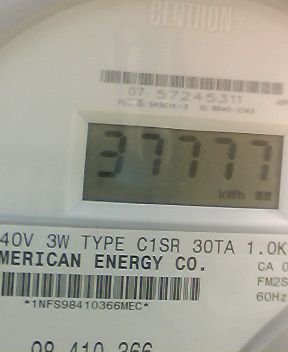 CENTRON
07 57245311
37777
kWh
40V 3W TYPE C1SR 30TA 1.0K
MERICAN ENERGY CO.
CA 0
FM2S
60Hz
*1NFS98410366MEC*
98 410 366